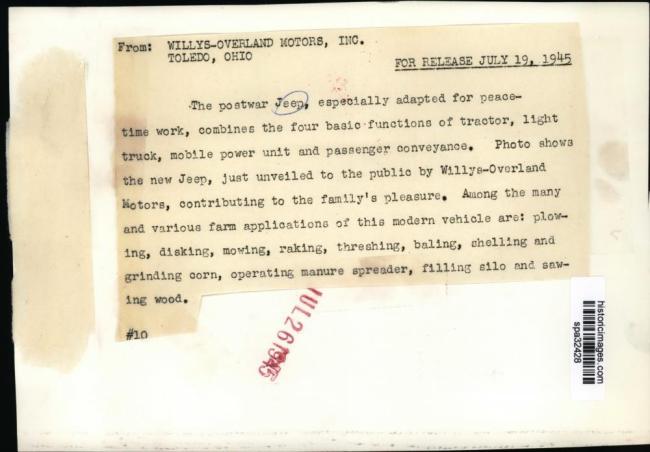 From: WILLYS-OVERLAND MOTORS, INC.
TOLEDO, OHIO
FOR RELEASE JULY 19, 1945
The postwar Jeep, especially adapted for peace-
time work, combines the four basic functions of tractor, light
truck, mobile power unit and passenger conveyance. Photo shows
the new Jeep, just unveiled to the public by Willys-Overland
Motors, contributing to the family's pleasure. Among the many
and various farm applications of this modern vehicle are: plow-
ing, disking, mowing, raking, threshing, baling, shelling and
grinding corn, operating manure spreader, filling silo and saw-
ing wood.
#10
JUL 26 1945
historicimages.com
spa32428